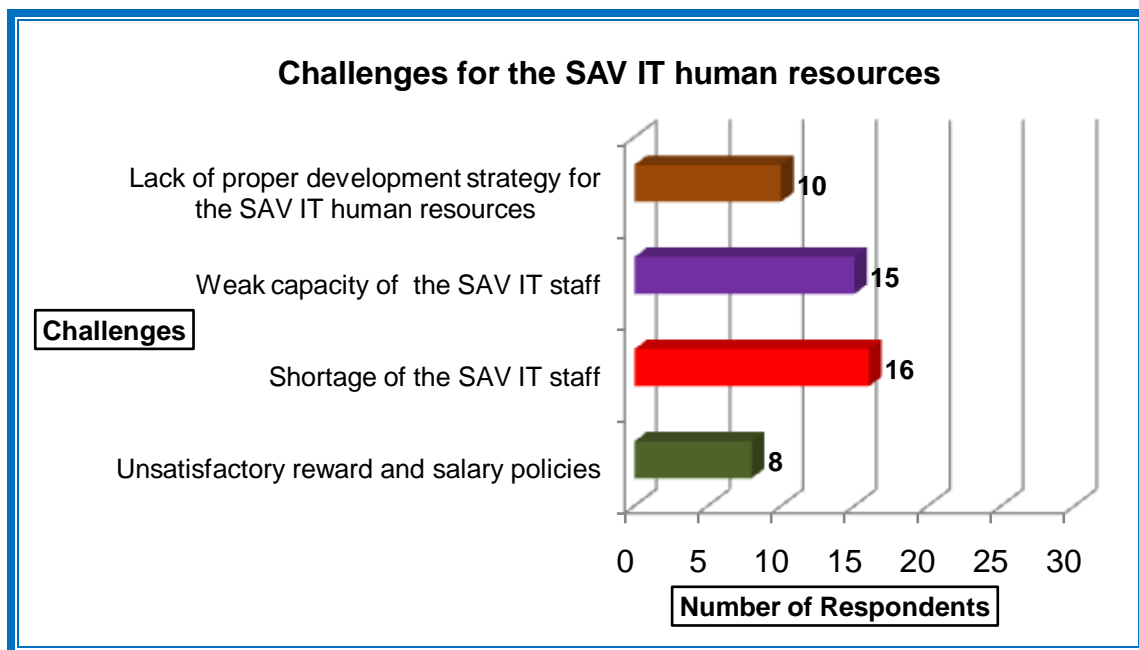 Challenges for the SAV IT human resources
Lack of proper development strategy for
the SAV IT human resources
10
Weak capacity of the SAV IT staff
15
Challenges
Shortage of the SAV IT staff
16
Unsatisfactory reward and salary policies
8
0 5 10 15 20 25 30
Number of Respondents